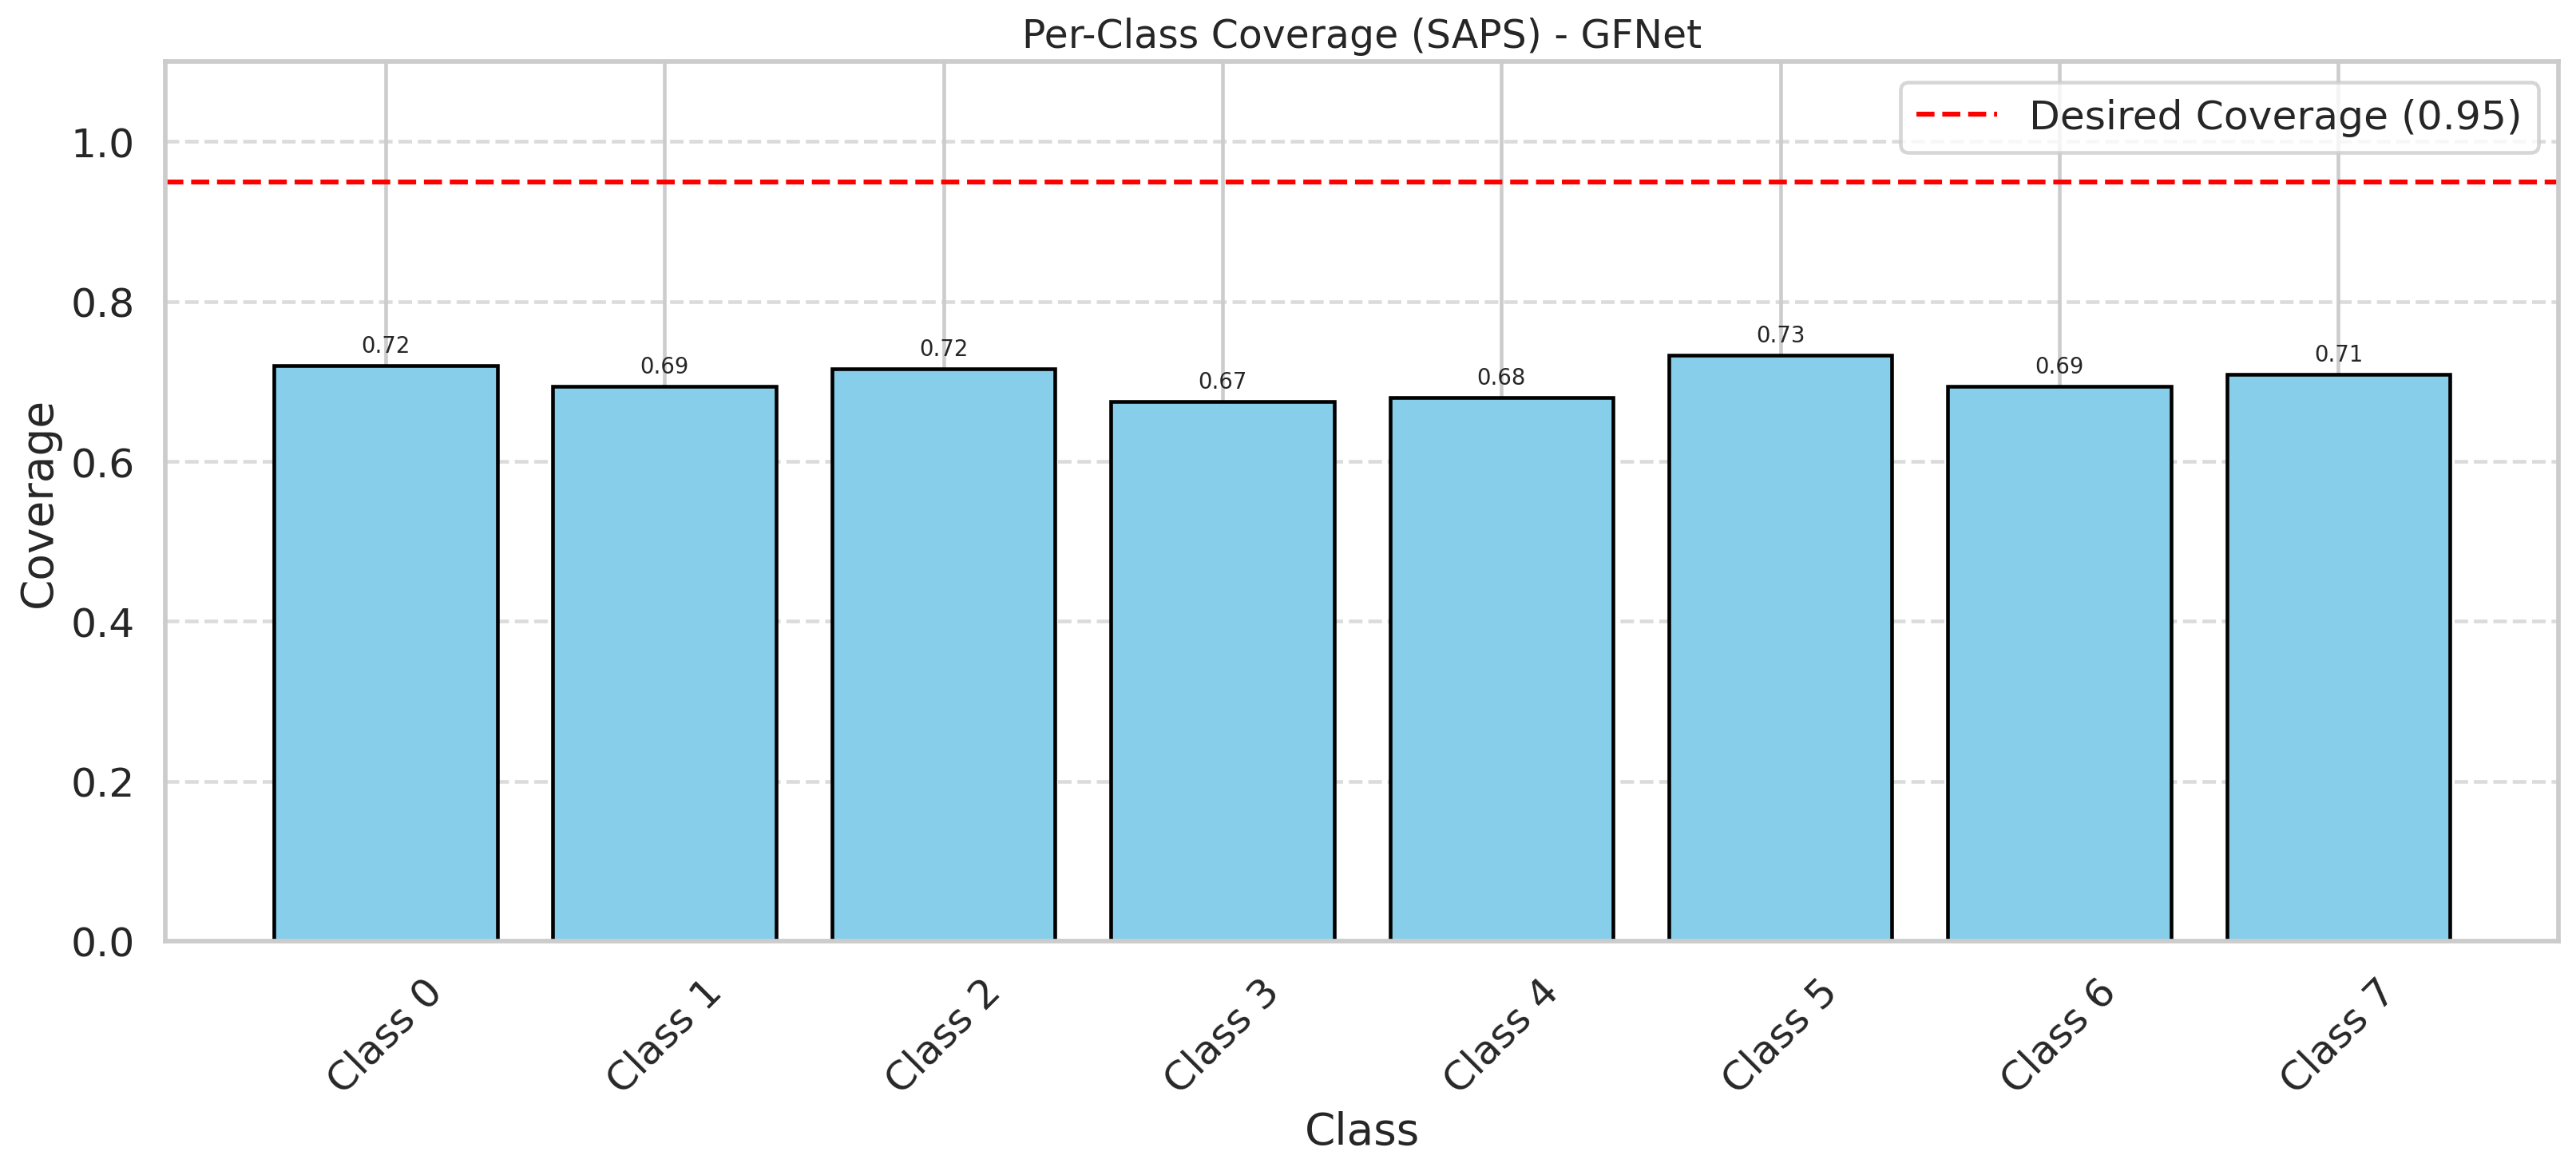 Per-Class Coverage (SAPS) - GFNet
Desired Coverage (0.95)
1.0
0.8
0.6
0.4
0.2
0.0
Coverage
0.72
0.69
0.72
0.67
0.68
0.73
0.69
0.71
Class 0
Class 1
Class 2
Class 3
Class 4
Class 5
Class 6
Class 7
Class